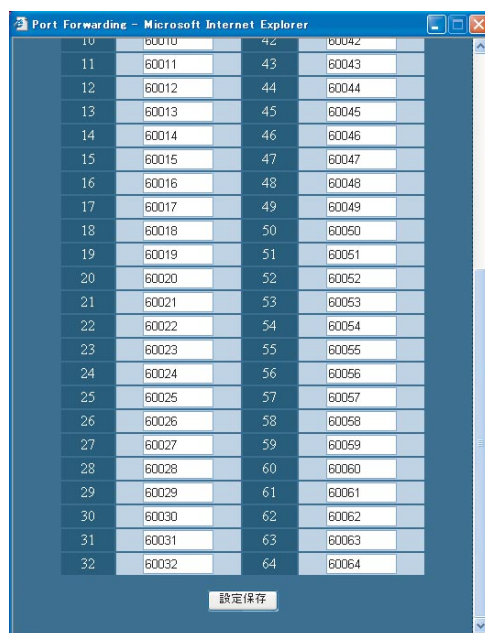 Port Forwarding - Microsoft Internet Explorer
10 60010 42 60042
11 60011 43 60043
12 60012 44 60044
13 60013 45 60045
14 60014 46 60046
15 60015 47 60047
16 60016 48 60048
17 60017 49 60049
18 60018 50 60050
19 60019 51 60051
20 60020 52 60052
21 60021 53 60053
22 60022 54 60054
23 60023 55 60055
24 60024 56 60056
25 60025 57 60057
26 60026 58 60058
27 60027 59 60059
28 60028 60 60060
29 60029 61 60061
30 60030 62 60062
31 60031 63 60063
32 60032 64 60064
設定保存